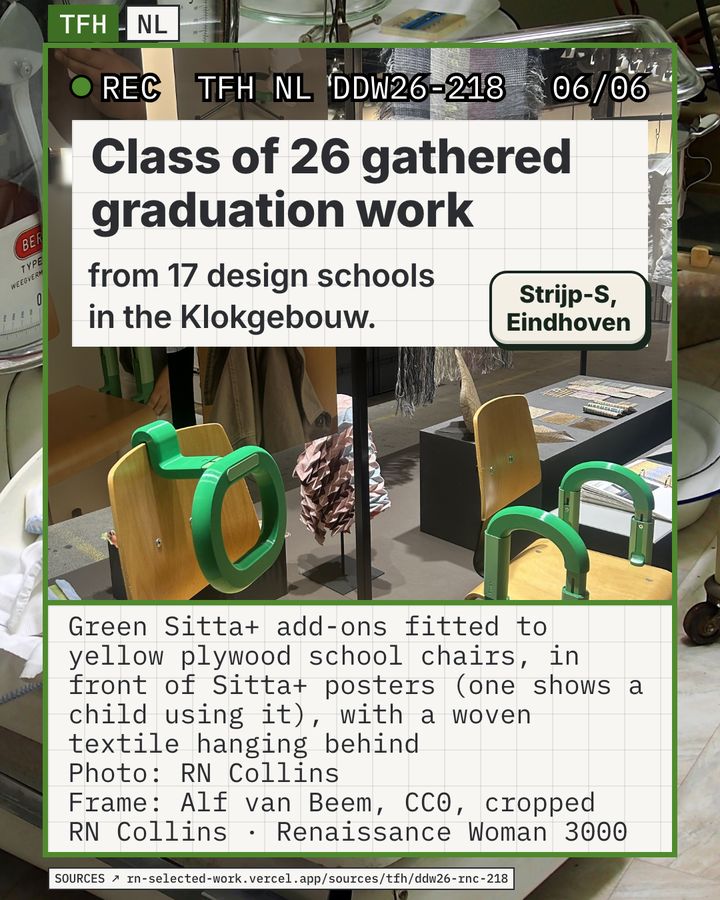 TFH NL
REC TFH NL DDW26-218 06/06
Class of 26 gathered
graduation work
from 17 design schools
in the Klokgebouw.
Strijp-S,
Eindhoven
Green Sitta+ add-ons fitted to
yellow plywood school chairs, in
front of Sitta+ posters (one shows a
child using it), with a woven
textile hanging behind
Photo: RN Collins
Frame: Alf van Beem, CC0, cropped
RN Collins · Renaissance Woman 3000
SOURCES ↗ rn-selected-work.vercel.app/sources/tfh/ddw26-rnc-218